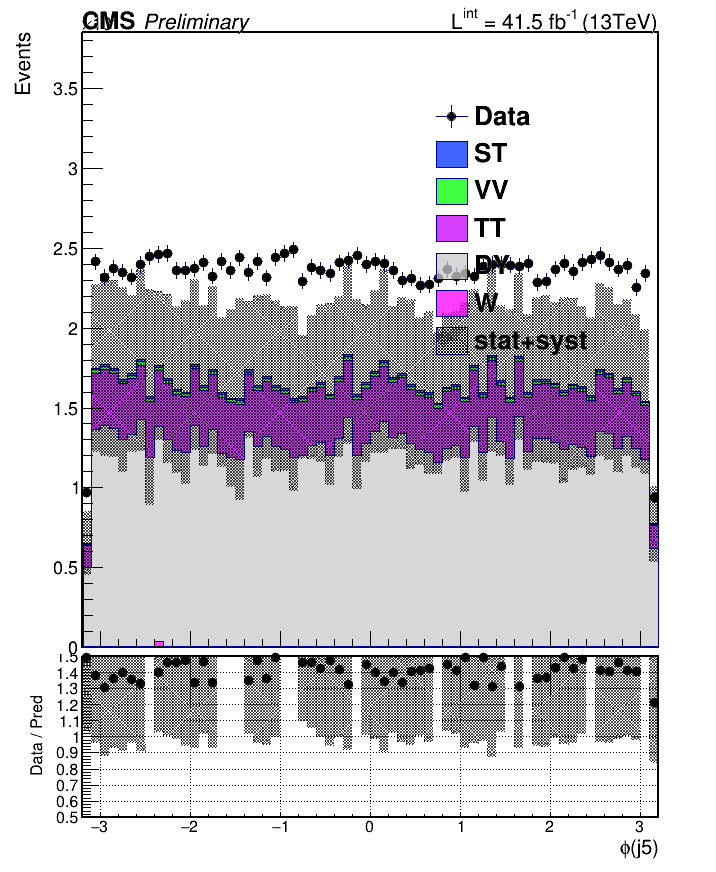 CMS Preliminary
L^int = 41.5 fb^-1 (13TeV)
Events
3.5
3
2.5
2
1.5
1
0.5
0
Data
ST
VV
TT
DY
W
stat+syst
Data / Pred
1.5
1.4
1.3
1.2
1.1
1
0.9
0.8
0.7
0.6
0.5
−3 −2 −1 0 1 2 3
ϕ(j5)